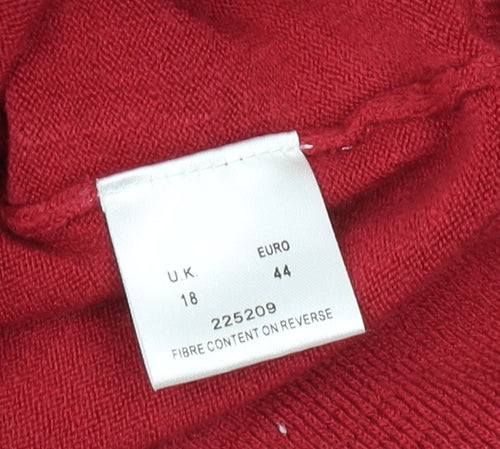 U.K. EURO
18 44
225209
FIBRE CONTENT ON REVERSE